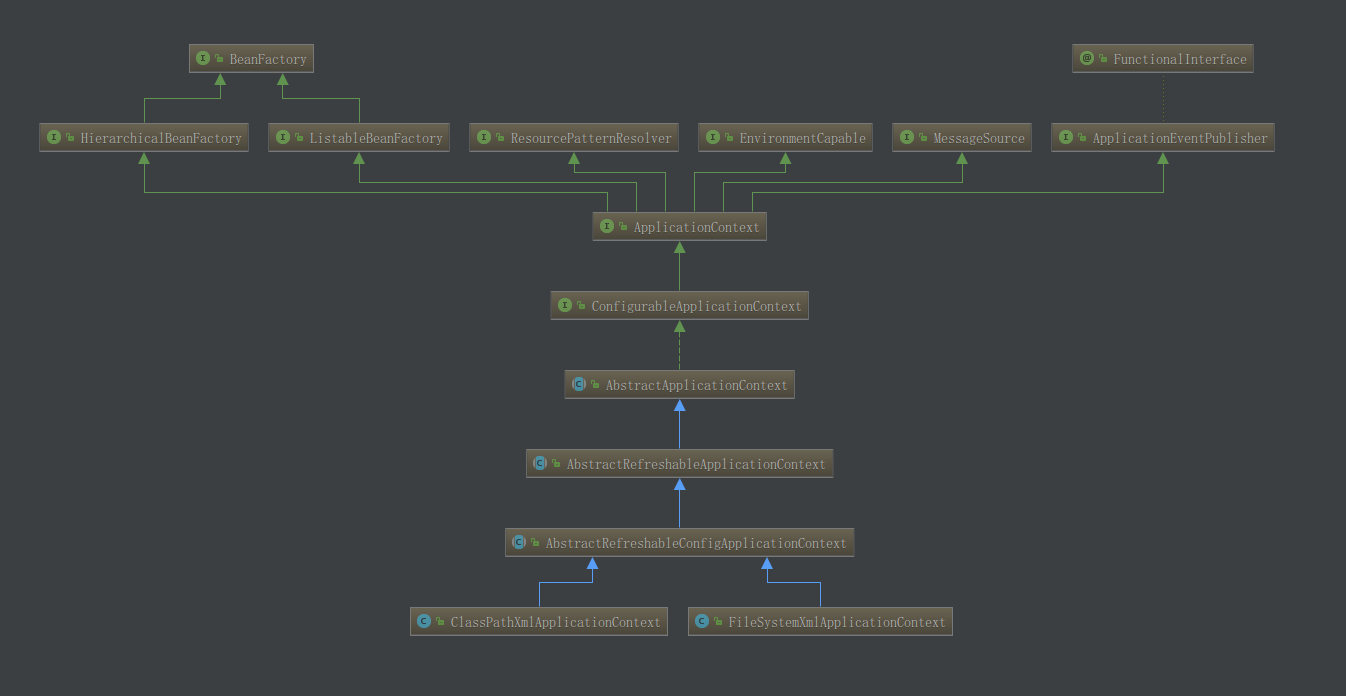 BeanFactory
FunctionalInterface
HierarchicalBeanFactory
ListableBeanFactory
ResourcePatternResolver
EnvironmentCapable
MessageSource
ApplicationEventPublisher
ApplicationContext
ConfigurableApplicationContext
AbstractApplicationContext
AbstractRefreshableApplicationContext
AbstractRefreshableConfigApplicationContext
ClassPathXmlApplicationContext
FileSystemXmlApplicationContext